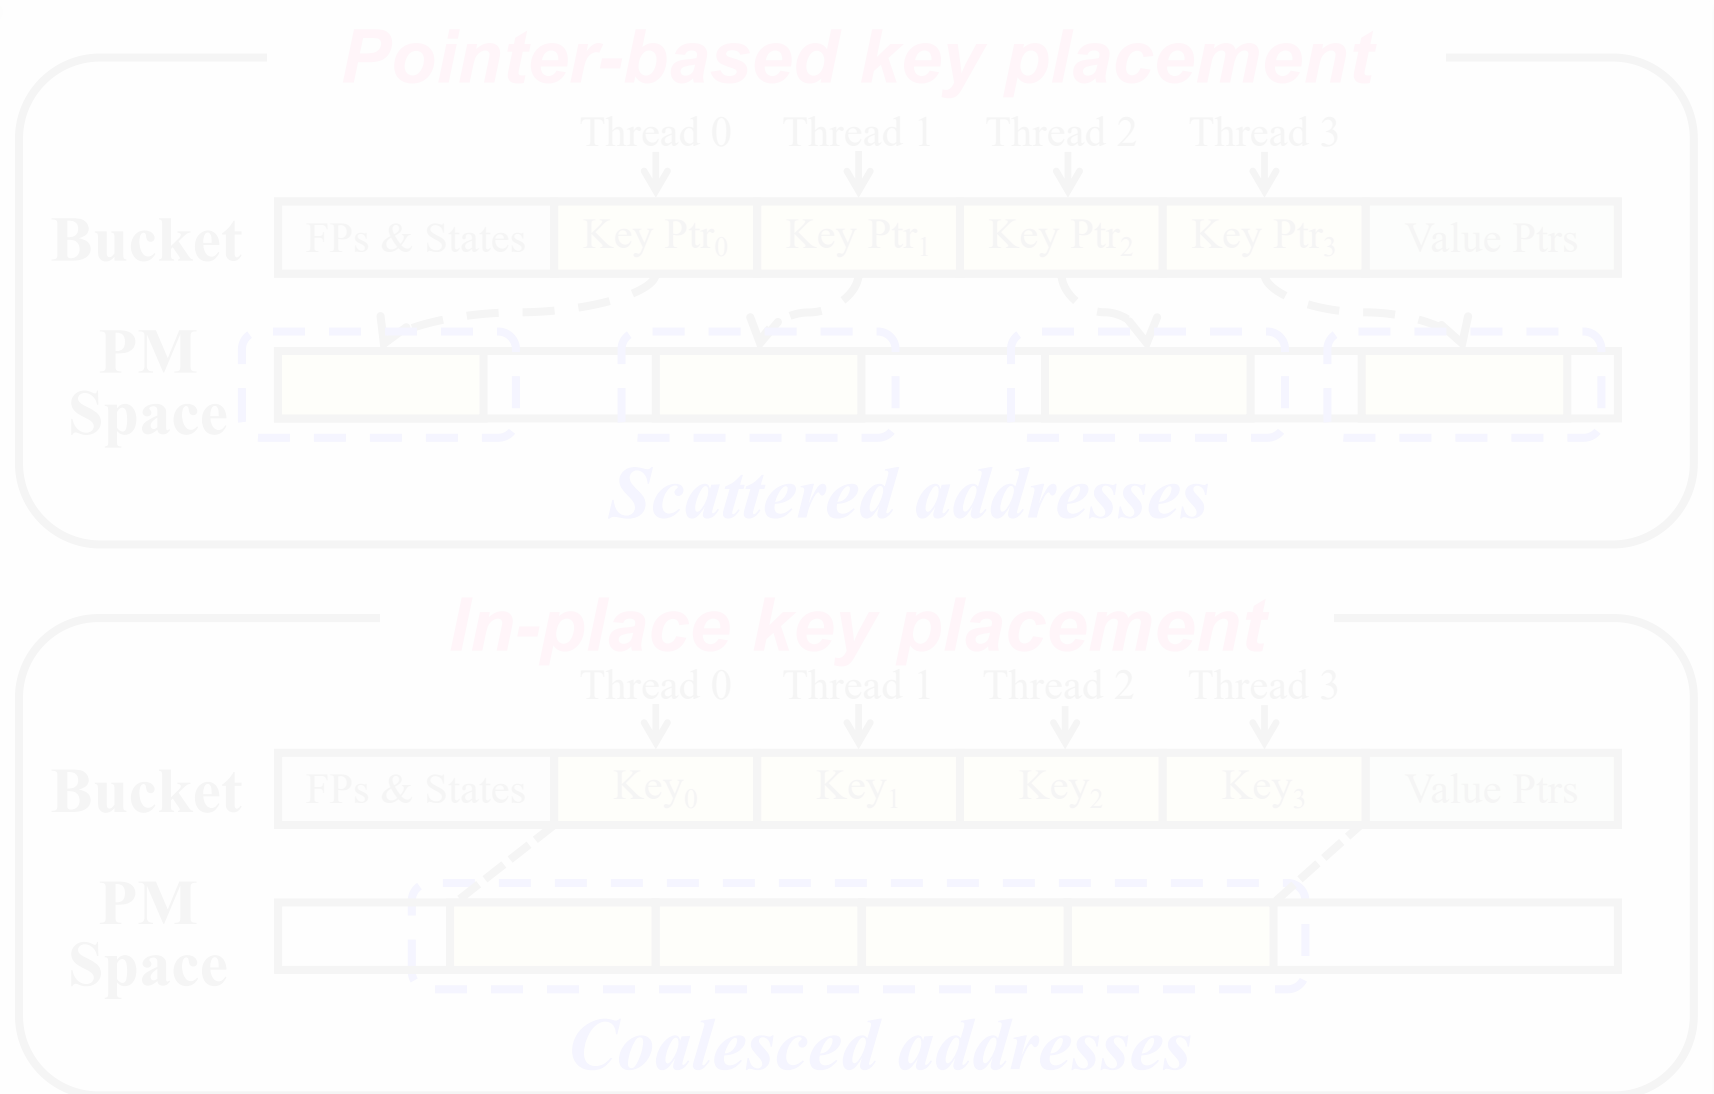 Pointer-based key placement
Thread 0 Thread 1 Thread 2 Thread 3
Bucket FPs & States Key Ptr₀ Key Ptr₁ Key Ptr₂ Key Ptr₃ Value Ptrs
PM
Space
Scattered addresses
In-place key placement
Thread 0 Thread 1 Thread 2 Thread 3
Bucket FPs & States Key₀ Key₁ Key₂ Key₃ Value Ptrs
PM
Space
Coalesced addresses